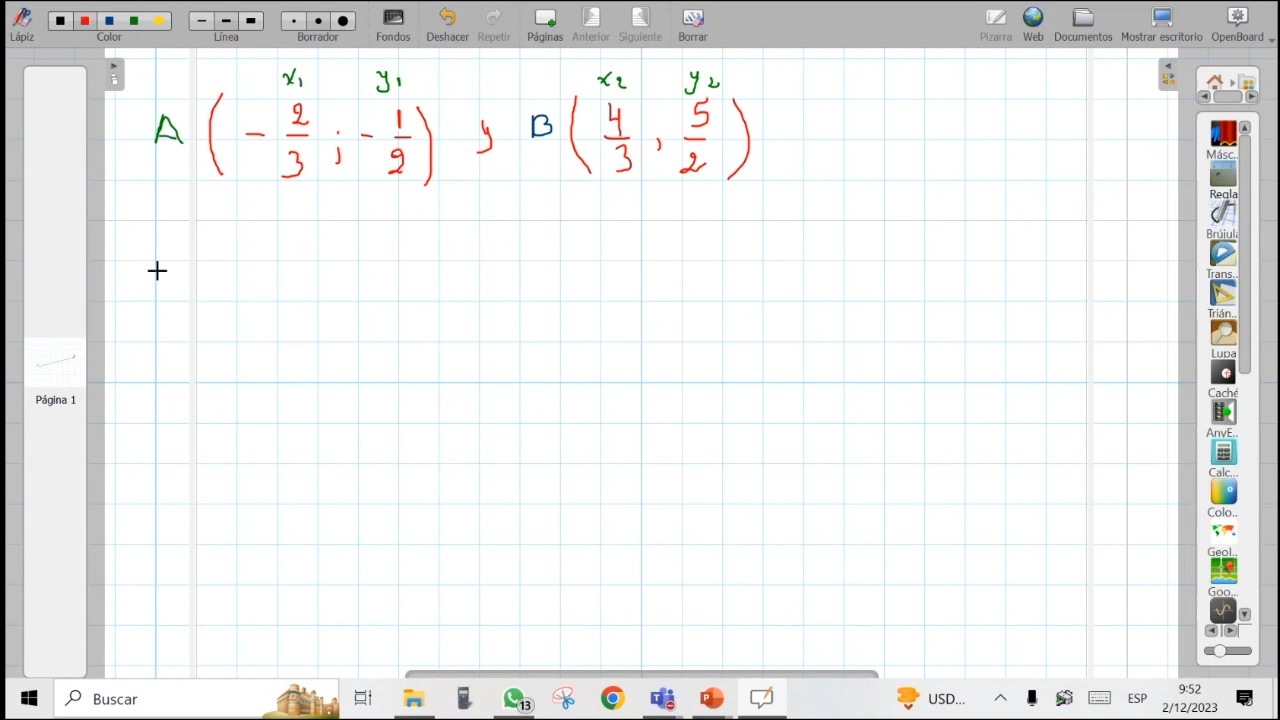 Lápiz Color Línea Borrador Fondos Deshacer Repetir Páginas Anterior Siguiente Borrar Pizarra Web Documentos Mostrar escritorio OpenBoard
x₁ y₁ x₂ y₂
A ( - 2/3 ; - 1/2 ) y B ( 4/3 , 5/2 )
Másc...
Regla
Brújula
Trans...
Trián...
Lupa
Caché
AnyE...
Calc...
Colo...
Geol...
Goo...
Página 1
Buscar
13
USD...
ESP
9:52
2/12/2023